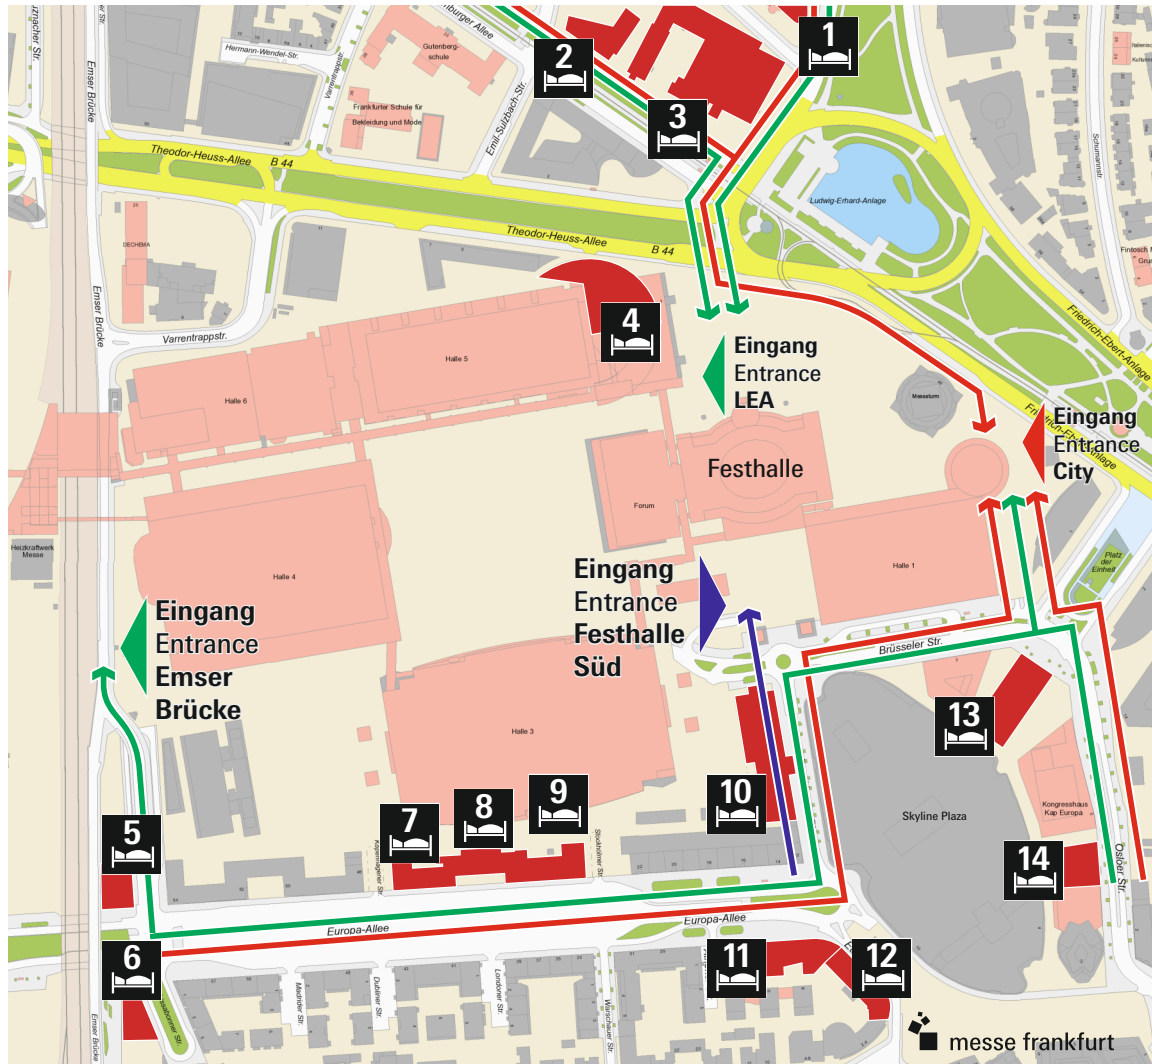 Emser Brücke
Hermann-Wendel-Str.
Varrentrappstr.
Gutenberg-
schule
Frankfurter Schule für
Bekleidung und Mode
Emil-Sulzbach-Str.
2
3
1
Schumannstr.
Theodor-Heuss-Allee
B 44
Theodor-Heuss-Allee
B 44
Ludwig-Erhard-Anlage
DECHEMA
Emser Brücke
Varrentrappstr.
4
Halle 5
Halle 6
Eingang
Entrance
LEA
Friedrich-Ebert-Anlage
Messeturm
Eingang
Entrance
City
Festhalle
Forum
Heizkraftwerk
Messe
Halle 4
Halle 1
Platz
der
Einheit
Eingang
Entrance
Festhalle
Süd
Eingang
Entrance
Emser
Brücke
Brüsseler Str.
13
Halle 3
10
9
8
7
5
Skyline Plaza
Kongresshaus
Kap Europa
14
Osloer Str.
Kopenhagener Str.
Stockholmer Str.
Europa-Allee
Europa-Allee
6
11
12
Madrider Str.
Dubliner Str.
Londoner Str.
Warschauer Str.
Emser Brücke
messe frankfurt